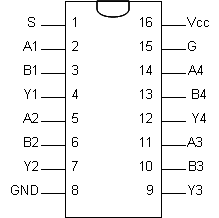 S 1 16 Vcc
A1 2 15 G
B1 3 14 A4
Y1 4 13 B4
A2 5 12 Y4
B2 6 11 A3
Y2 7 10 B3
GND 8 9 Y3